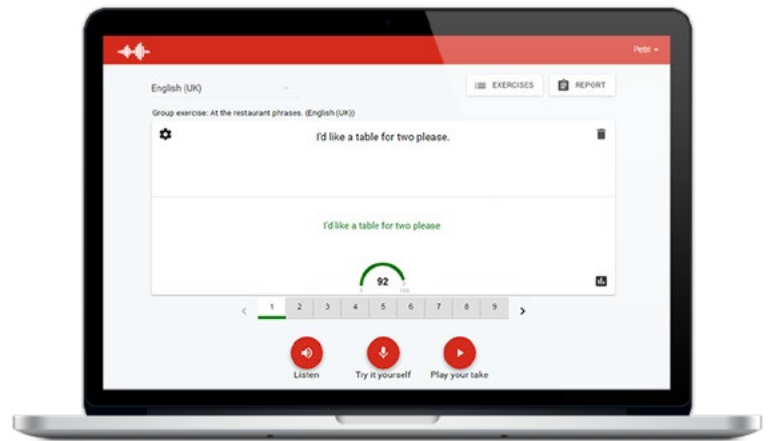 Petri
English (UK)
EXERCISES
REPORT
Group exercise: At the restaurant phrases. (English (UK))
I'd like a table for two please.
I'd like a table for two please
92
0
100
1 2 3 4 5 6 7 8 9
Listen
Try it yourself
Play your take